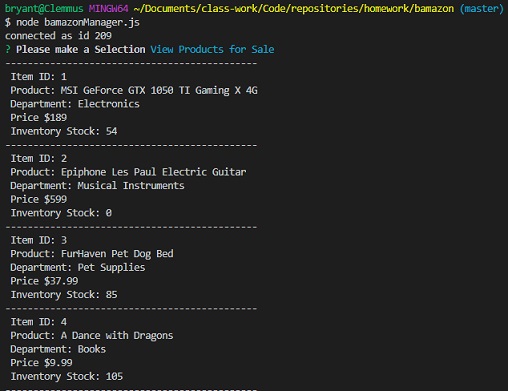 bryant@Clemmus MINGW64 ~/Documents/class-work/Code/repositories/homework/bamazon (master)
$ node bamazonManager.js
connected as id 209
? Please make a Selection View Products for Sale
--------------------------------------------
Item ID: 1
Product: MSI GeForce GTX 1050 TI Gaming X 4G
Department: Electronics
Price $189
Inventory Stock: 54
--------------------------------------------
Item ID: 2
Product: Epiphone Les Paul Electric Guitar
Department: Musical Instruments
Price $599
Inventory Stock: 0
--------------------------------------------
Item ID: 3
Product: FurHaven Pet Dog Bed
Department: Pet Supplies
Price $37.99
Inventory Stock: 85
--------------------------------------------
Item ID: 4
Product: A Dance with Dragons
Department: Books
Price $9.99
Inventory Stock: 105
--------------------------------------------